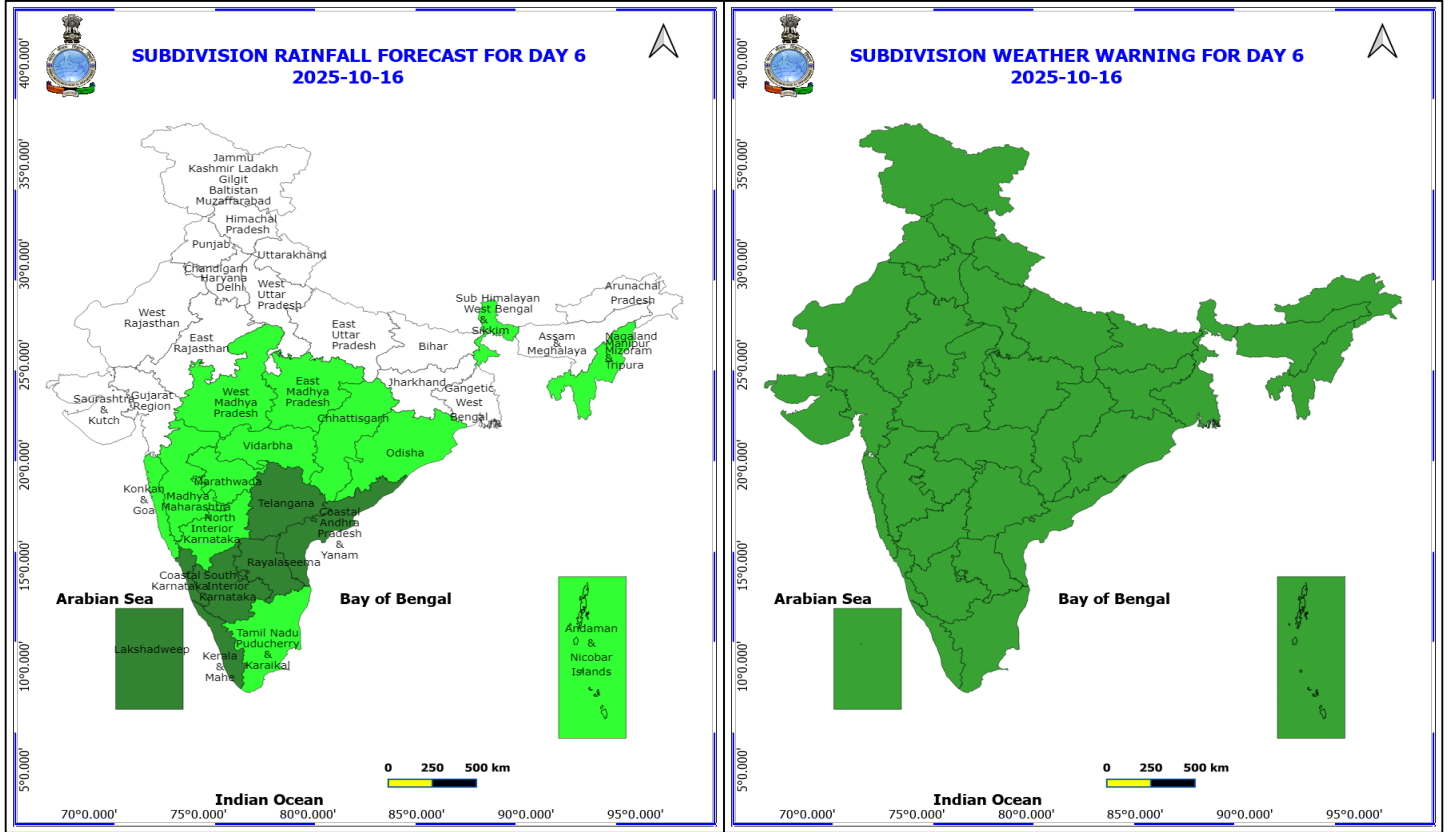 SUBDIVISION RAINFALL FORECAST FOR DAY 6
2025-10-16
40°0.000'
35°0.000'
30°0.000'
25°0.000'
20°0.000'
15°0.000'
10°0.000'
5°0.000'
Jammu
Kashmir Ladakh
Gilgit
Baltistan
Muzaffarabad
Himachal
Pradesh
Punjab
Uttarakhand
Chandigarh
Haryana
Delhi
West
Uttar
Pradesh
Arunachal
Pradesh
West
Rajasthan
East
Rajasthan
East
Uttar
Pradesh
Bihar
Sub Himalayan
West Bengal
&
Sikkim
Assam
&
Meghalaya
Nagaland
Manipur
Mizoram
&
Tripura
Saurashtra
&
Kutch
Gujarat
Region
West
Madhya
Pradesh
East
Madhya
Pradesh
Jharkhand
Gangetic
West
Bengal
Chhattisgarh
Vidarbha
Odisha
Konkan
&
Goa
Madhya
Maharashtra
Marathwada
Telangana
North
Interior
Karnataka
Coastal
Andhra
Pradesh
&
Yanam
Rayalaseema
Coastal
Karnataka
South
Interior
Karnataka
Arabian Sea
Bay of Bengal
Lakshadweep
Kerala
&
Mahe
Tamil Nadu
Puducherry
&
Karaikal
Andaman
&
Nicobar
Islands
0 250 500 km
Indian Ocean
70°0.000' 75°0.000' 80°0.000' 85°0.000' 90°0.000' 95°0.000'
SUBDIVISION WEATHER WARNING FOR DAY 6
2025-10-16
40°0.000'
35°0.000'
30°0.000'
25°0.000'
20°0.000'
15°0.000'
10°0.000'
5°0.000'
Arabian Sea
Bay of Bengal
0 250 500 km
Indian Ocean
70°0.000' 75°0.000' 80°0.000' 85°0.000' 90°0.000' 95°0.000'